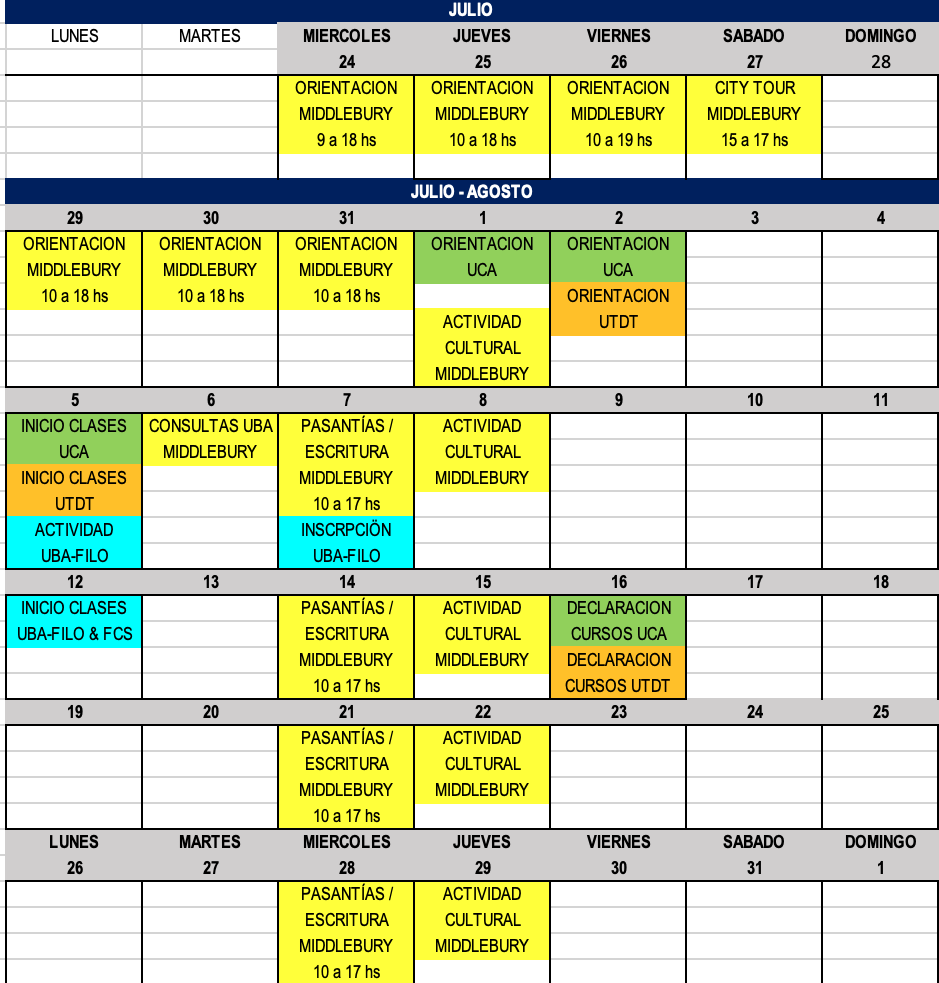 JULIO
LUNES MARTES MIERCOLES JUEVES VIERNES SABADO DOMINGO
24 25 26 27 28
ORIENTACION ORIENTACION ORIENTACION CITY TOUR
MIDDLEBURY MIDDLEBURY MIDDLEBURY MIDDLEBURY
9 a 18 hs 10 a 18 hs 10 a 19 hs 15 a 17 hs
JULIO - AGOSTO
29 30 31 1 2 3 4
ORIENTACION ORIENTACION ORIENTACION ORIENTACION ORIENTACION
MIDDLEBURY MIDDLEBURY MIDDLEBURY UCA UCA
10 a 18 hs 10 a 18 hs 10 a 18 hs ORIENTACION
ACTIVIDAD UTDT
CULTURAL
MIDDLEBURY
5 6 7 8 9 10 11
INICIO CLASES CONSULTAS UBA PASANTÍAS / ACTIVIDAD
UCA MIDDLEBURY ESCRITURA CULTURAL
INICIO CLASES MIDDLEBURY MIDDLEBURY
UTDT 10 a 17 hs
ACTIVIDAD INSCRPCIÖN
UBA-FILO UBA-FILO
12 13 14 15 16 17 18
INICIO CLASES PASANTÍAS / ACTIVIDAD DECLARACION
UBA-FILO & FCS ESCRITURA CULTURAL CURSOS UCA
MIDDLEBURY MIDDLEBURY DECLARACION
10 a 17 hs CURSOS UTDT
19 20 21 22 23 24 25
PASANTÍAS / ACTIVIDAD
ESCRITURA CULTURAL
MIDDLEBURY MIDDLEBURY
10 a 17 hs
LUNES MARTES MIERCOLES JUEVES VIERNES SABADO DOMINGO
26 27 28 29 30 31 1
PASANTÍAS / ACTIVIDAD
ESCRITURA CULTURAL
MIDDLEBURY MIDDLEBURY
10 a 17 hs